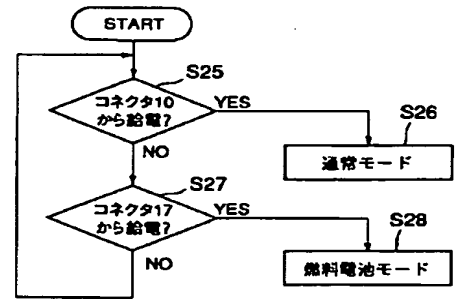 START
S25
コネクタ10
から給電?
YES
S26
通常モード
NO
S27
コネクタ17
から給電?
YES
S28
燃料電池モード
NO